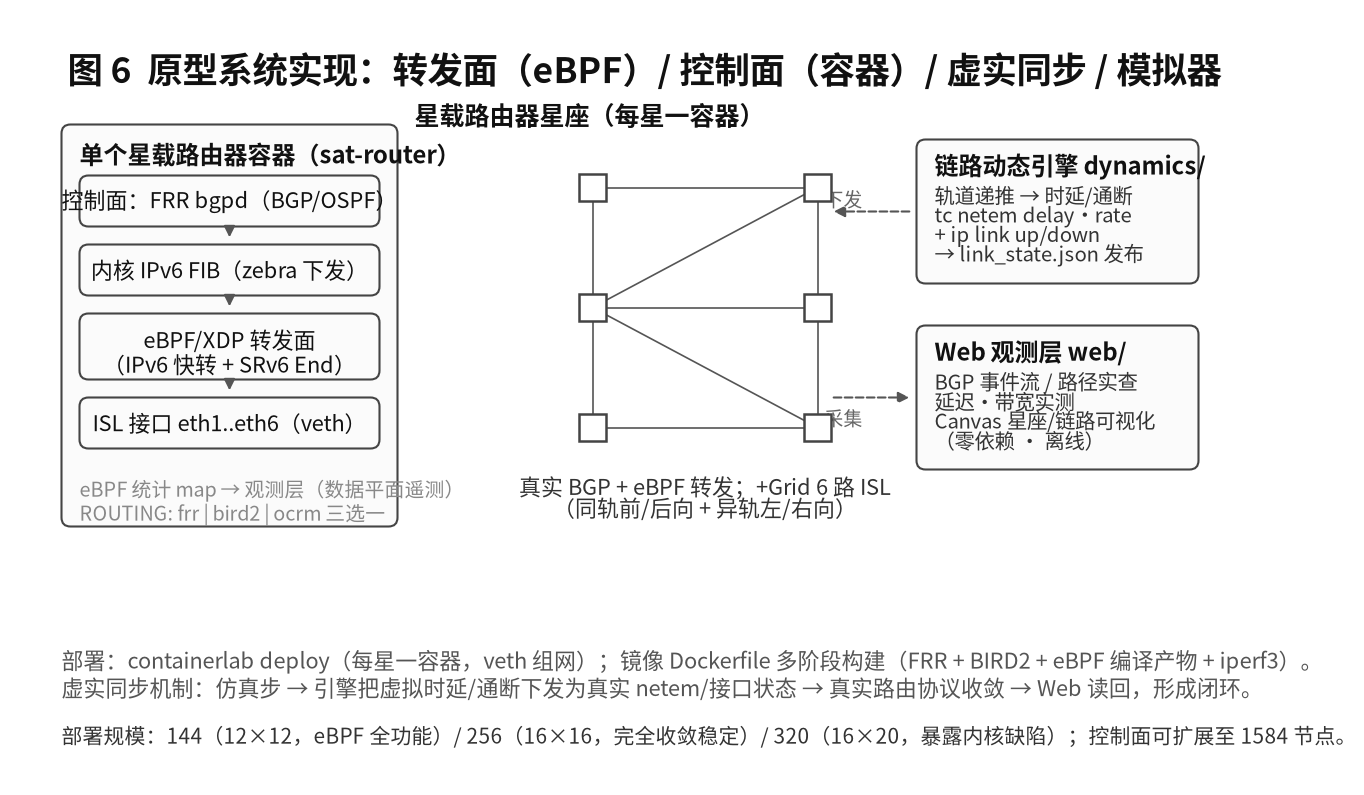 图 6 原型系统实现：转发面（eBPF）/ 控制面（容器）/ 虚实同步 / 模拟器
星载路由器星座（每星一容器）
单个星载路由器容器（sat-router）
控制面：FRR bgpd（BGP/OSPF）
内核 IPv6 FIB（zebra 下发）
eBPF/XDP 转发面
（IPv6 快转 + SRv6 End）
ISL 接口 eth1..eth6（veth）
eBPF 统计 map → 观测层（数据平面遥测）
ROUTING: frr | bird2 | ocrm 三选一
下发
采集
真实 BGP + eBPF 转发；+Grid 6 路 ISL
（同轨前/后向 + 异轨左/右向）
链路动态引擎 dynamics/
轨道递推 → 时延/通断
tc netem delay・rate
+ ip link up/down
→ link_state.json 发布
Web 观测层 web/
BGP 事件流 / 路径实查
延迟・带宽实测
Canvas 星座/链路可视化
（零依赖 ・ 离线）
部署：containerlab deploy（每星一容器，veth 组网）；镜像 Dockerfile 多阶段构建（FRR + BIRD2 + eBPF 编译产物 + iperf3）。
虚实同步机制：仿真步 → 引擎把虚拟时延/通断下发为真实 netem/接口状态 → 真实路由协议收敛 → Web 读回，形成闭环。
部署规模：144（12×12，eBPF 全功能）/ 256（16×16，完全收敛稳定）/ 320（16×20，暴露内核缺陷）；控制面可扩展至 1584 节点。